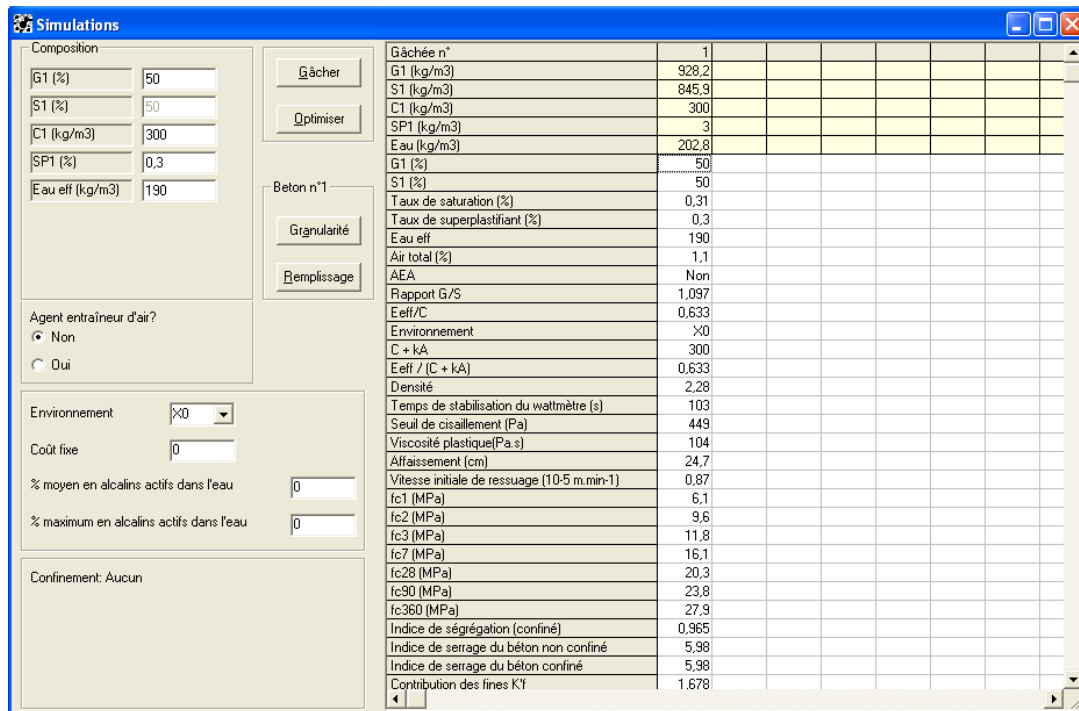 Simulations
Composition
G1 (%) 50
S1 (%) 50
C1 (kg/m3) 300
SP1 (%) 0,3
Eau eff (kg/m3) 190
Gâcher
Optimiser
Beton n°1
Granularité
Remplissage
Agent entraîneur d'air?
Non
Oui
Environnement X0
Coût fixe 0
% moyen en alcalins actifs dans l'eau 0
% maximum en alcalins actifs dans l'eau 0
Confinement: Aucun
Gâchée n° 1
G1 (kg/m3) 928,2
S1 (kg/m3) 845,9
C1 (kg/m3) 300
SP1 (kg/m3) 3
Eau (kg/m3) 202,8
G1 (%) 50
S1 (%) 50
Taux de saturation (%) 0,31
Taux de superplastifiant (%) 0,3
Eau eff 190
Air total (%) 1,1
AEA Non
Rapport G/S 1,097
Eeff/C 0,633
Environnement X0
C + kA 300
Eeff / (C + kA) 0,633
Densité 2,28
Temps de stabilisation du wattmètre (s) 103
Seuil de cisaillement (Pa) 449
Viscosité plastique(Pa.s) 104
Affaissement (cm) 24,7
Vitesse initiale de ressuage (10-5 m.min-1) 0,87
fc1 (MPa) 6,1
fc2 (MPa) 9,6
fc3 (MPa) 11,8
fc7 (MPa) 16,1
fc28 (MPa) 20,3
fc90 (MPa) 23,8
fc360 (MPa) 27,9
Indice de ségrégation (confiné) 0,965
Indice de serrage du béton non confiné 5,98
Indice de serrage du béton confiné 5,98
Contribution des fines K'f 1,678